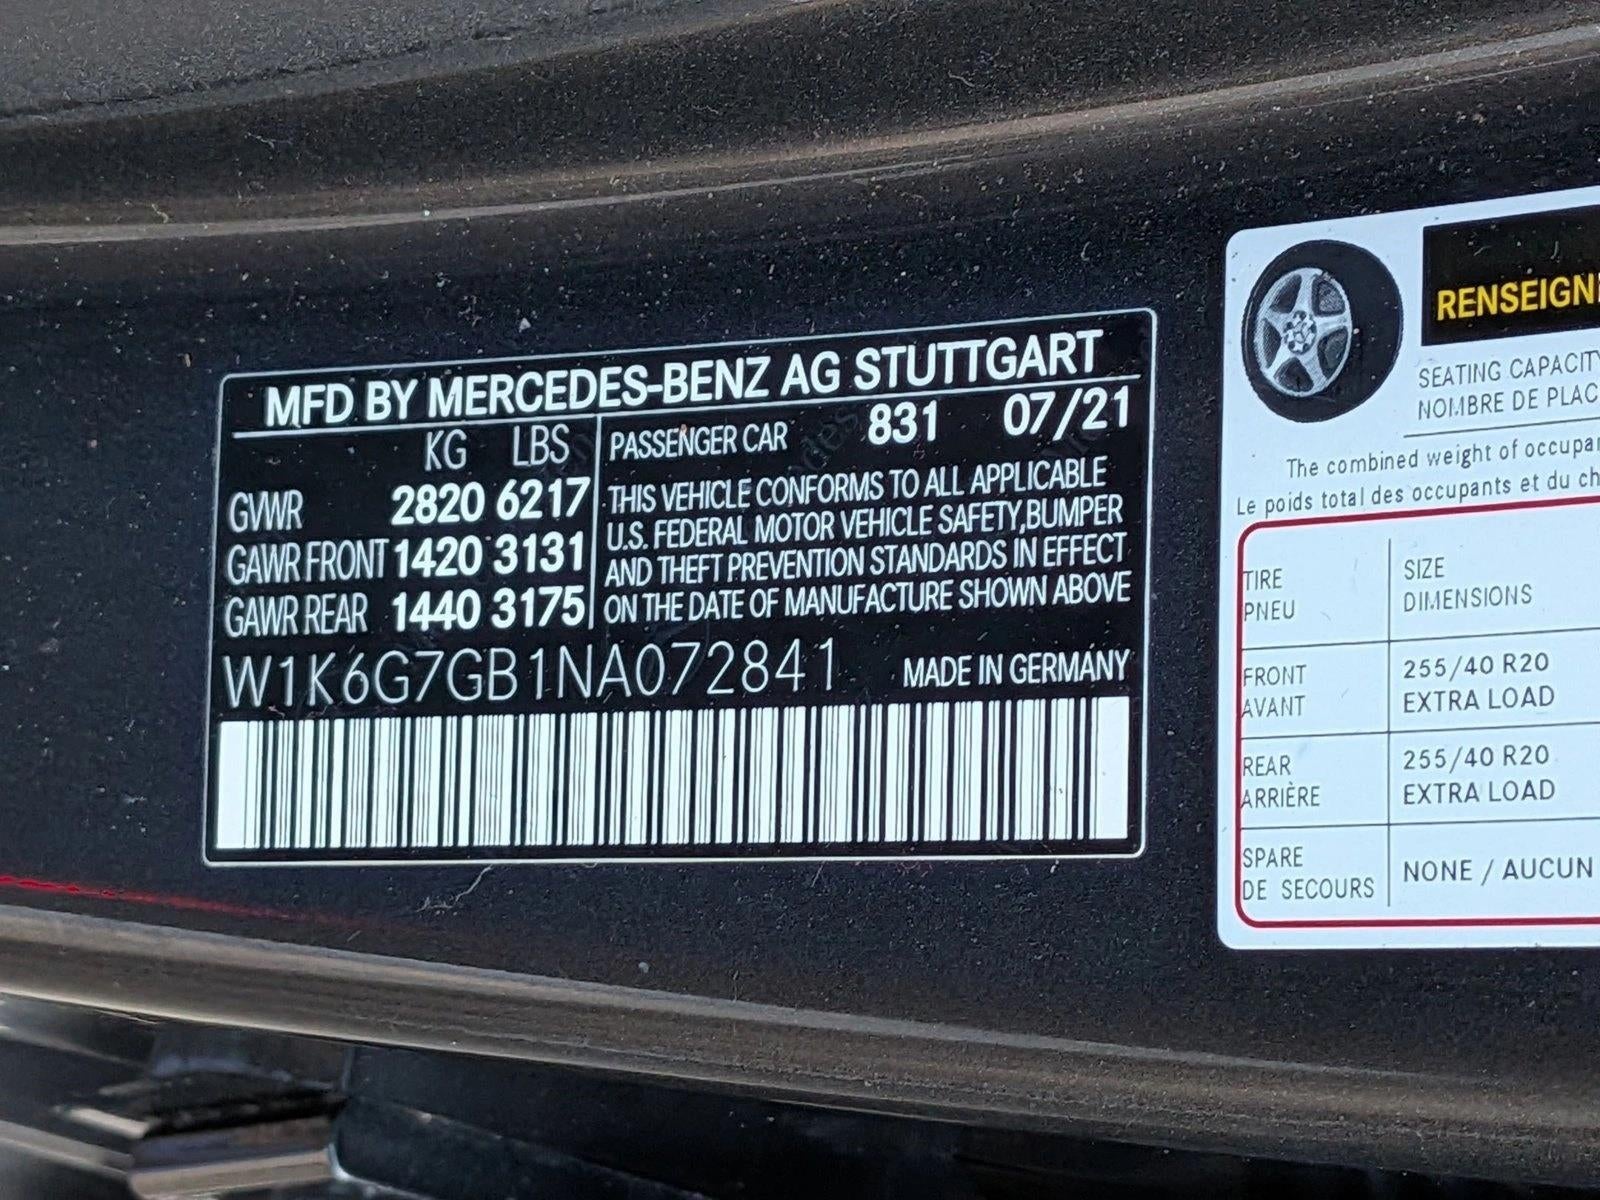 MFD BY MERCEDES-BENZ AG STUTTGART
KG LBS
GVWR 2820 6217
GAWR FRONT 1420 3131
GAWR REAR 1440 3175
PASSENGER CAR 831 07/21
THIS VEHICLE CONFORMS TO ALL APPLICABLE
U.S. FEDERAL MOTOR VEHICLE SAFETY,BUMPER
AND THEFT PREVENTION STANDARDS IN EFFECT
ON THE DATE OF MANUFACTURE SHOWN ABOVE
W1K6G7GB1NA072841 MADE IN GERMANY
RENSEIGN
SEATING CAPACITY
NOMBRE DE PLAC
The combined weight of occupa
Le poids total des occupants et du ch
TIRE
PNEU
SIZE
DIMENSIONS
FRONT
AVANT
255/40 R20
EXTRA LOAD
REAR
ARRIÈRE
255/40 R20
EXTRA LOAD
SPARE
DE SECOURS
NONE / AUCUN